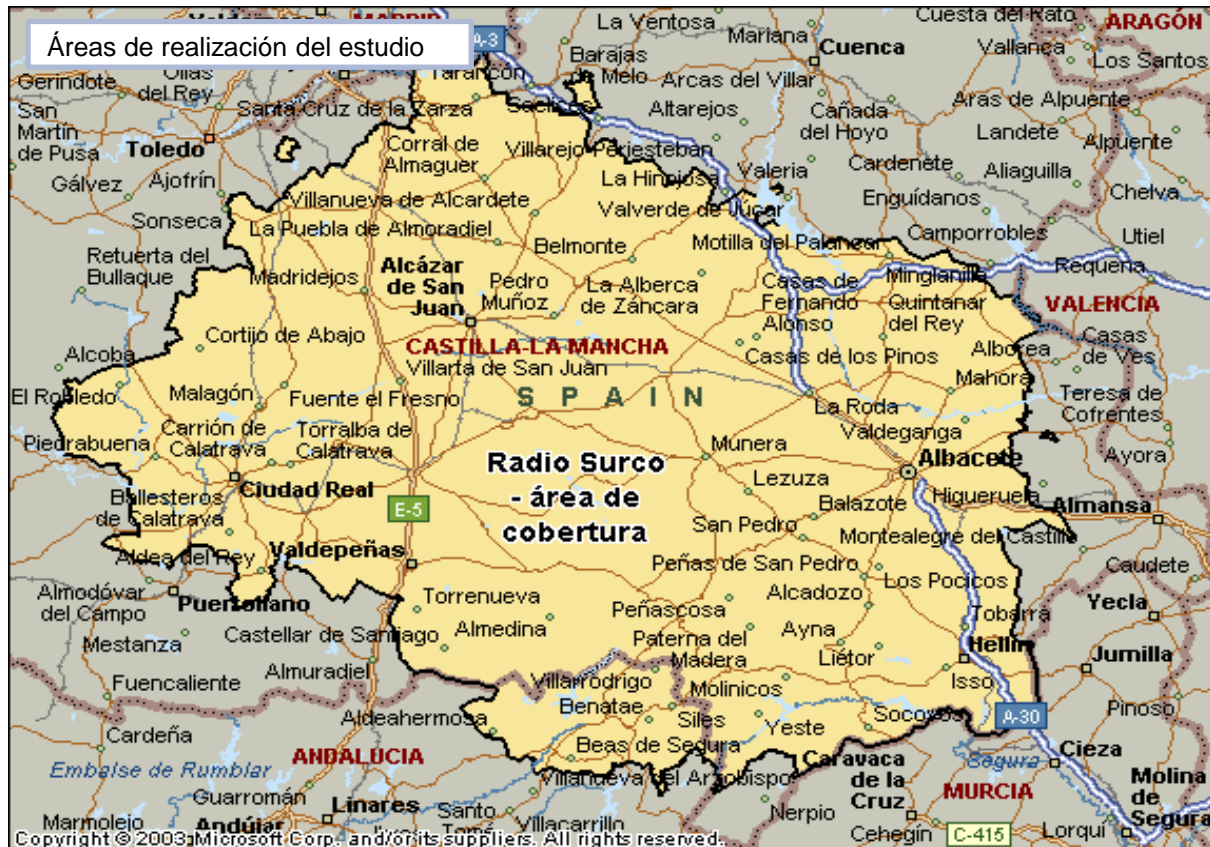 Áreas de realización del estudio
MADRID
A-3
La Ventosa
Mariana
Cuenca
Cuesta del Rato
ARAGÓN
Vallanca
Los Santos
Gerindote
Olías
del Rey
Tarancón
Barajas
de Melo
Arcas del Villar
San
Martín
de Pusa
Santa Cruz de la Zarza
Saelices
Altarejos
Cañada
del Hoyo
Aras de Alpuente
Landete
Alpuente
Toledo
Corral de
Almaguer
Villarejo-Periesteban
Valeria
Cardenete
Aliaguilla
Gálvez
Ajofrín
La Hinojosa
Enguídanos
Chelva
Sonseca
Villanueva de Alcardete
Valverde de Júcar
La Puebla de Almoradiel
Belmonte
Motilla del Palancar
Camporrobles
Utiel
Retuerta del
Bullaque
Madridejos
Alcázar
de San
Juan
Pedro
Muñoz
La Alberca
de Záncara
Casas de
Fernando
Alonso
Minglanilla
Requena
Quintanar
del Rey
VALENCIA
Cortijo de Abajo
CASTILLA-LA MANCHA
Casas de los Pinos
Alborea
Casas
de Ves
Alcoba
Villarta de San Juan
Mahora
El Robledo
Malagón
Fuente el Fresno
SPAIN
La Roda
Teresa de
Cofrentes
Piedrabuena
Carrión de
Calatrava
Torralba de
Calatrava
Munera
Valdeganga
Ayora
Radio Surco
- área de
cobertura
Albacete
Ciudad Real
Lezuza
Ballesteros
de Calatrava
E-5
Balazote
Higueruela
Almansa
San Pedro
Montealegre del Castillo
Aldea del Rey
Valdepeñas
Peñas de San Pedro
Los Pocicos
Caudete
Almodóvar
del Campo
Puertollano
Torrenueva
Peñascosa
Alcadozo
Tobarra
Yecla
Mestanza
Castellar de Santiago
Almedina
Paterna del
Madera
Ayna
Hellín
Jumilla
Almuradiel
Liétor
Fuencaliente
Villarrodrigo
Molinicos
Isso
Benatae
Siles
Yeste
Socovos
A-30
Pinoso
Cardeña
Aldeahermosa
Beas de Segura
ANDALUCIA
Villanueva del Arzobispo
Caravaca
de la
Cruz
Segura
Cieza
Embalse de Rumblar
Molina
de
Segura
Guarromán
Linares
Santo
Nerpio
MURCIA
Marmolejo
Andújar
Villacarrillo
Cehegín
C-415
Lorquí
Copyright © 2003 Microsoft Corp. and/or its suppliers. All rights reserved.